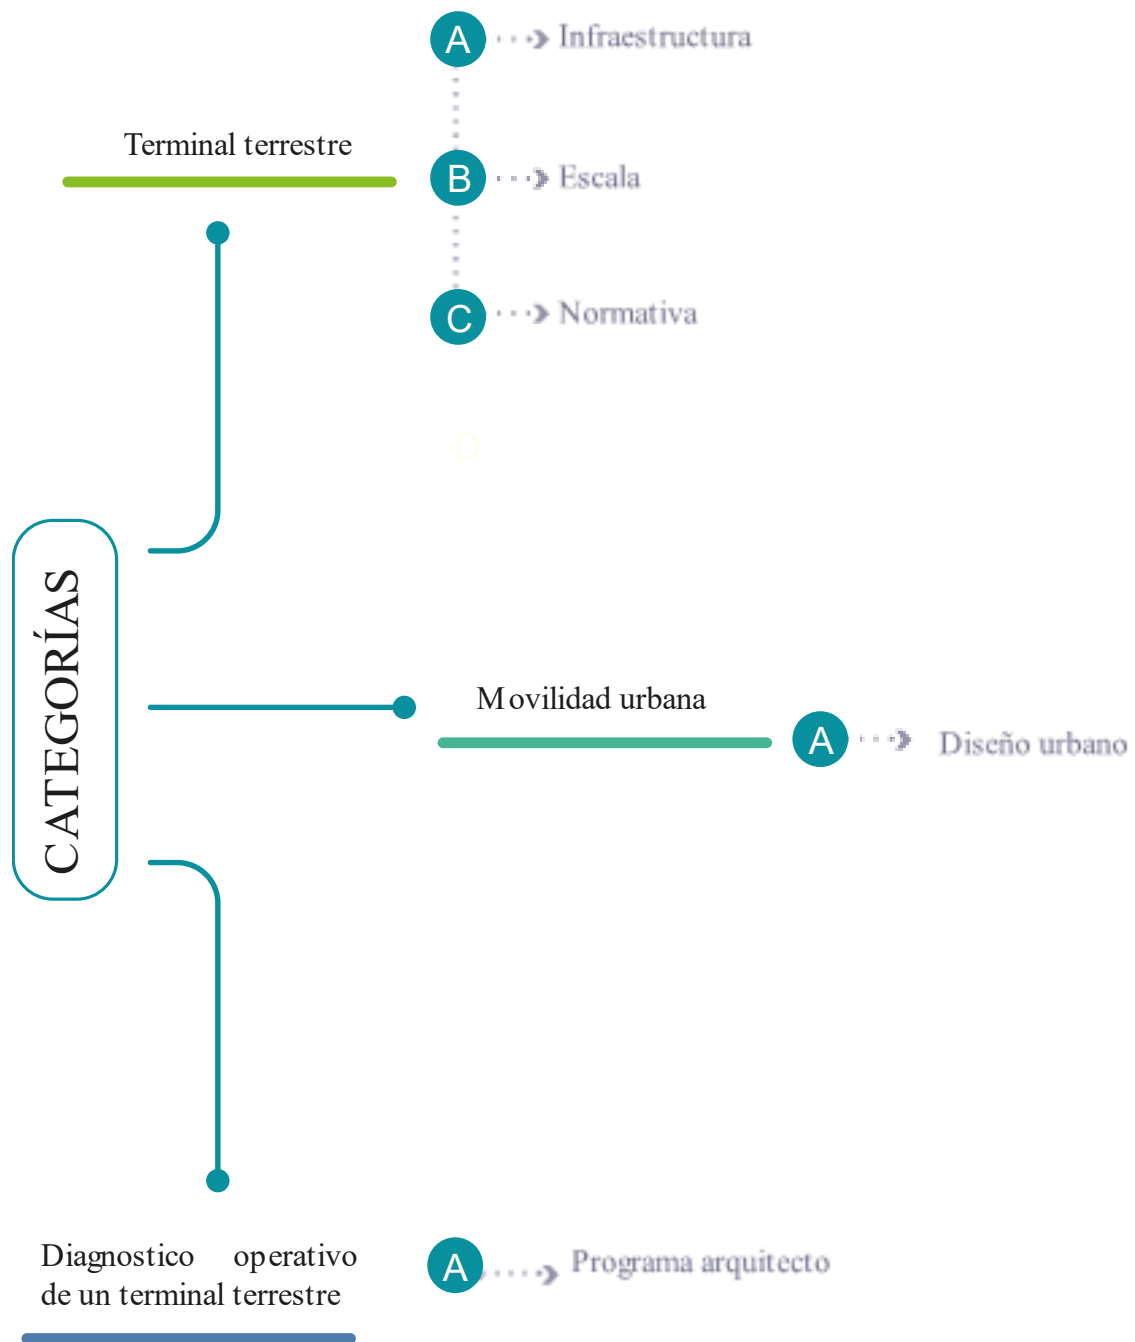 A Infraestructura
Terminal terrestre
B Escala
C Normativa
D
CATEGORÍAS
Movilidad urbana
A Diseño urbano
Diagnostico operativo
de un terminal terrestre
A Programa arquitecto